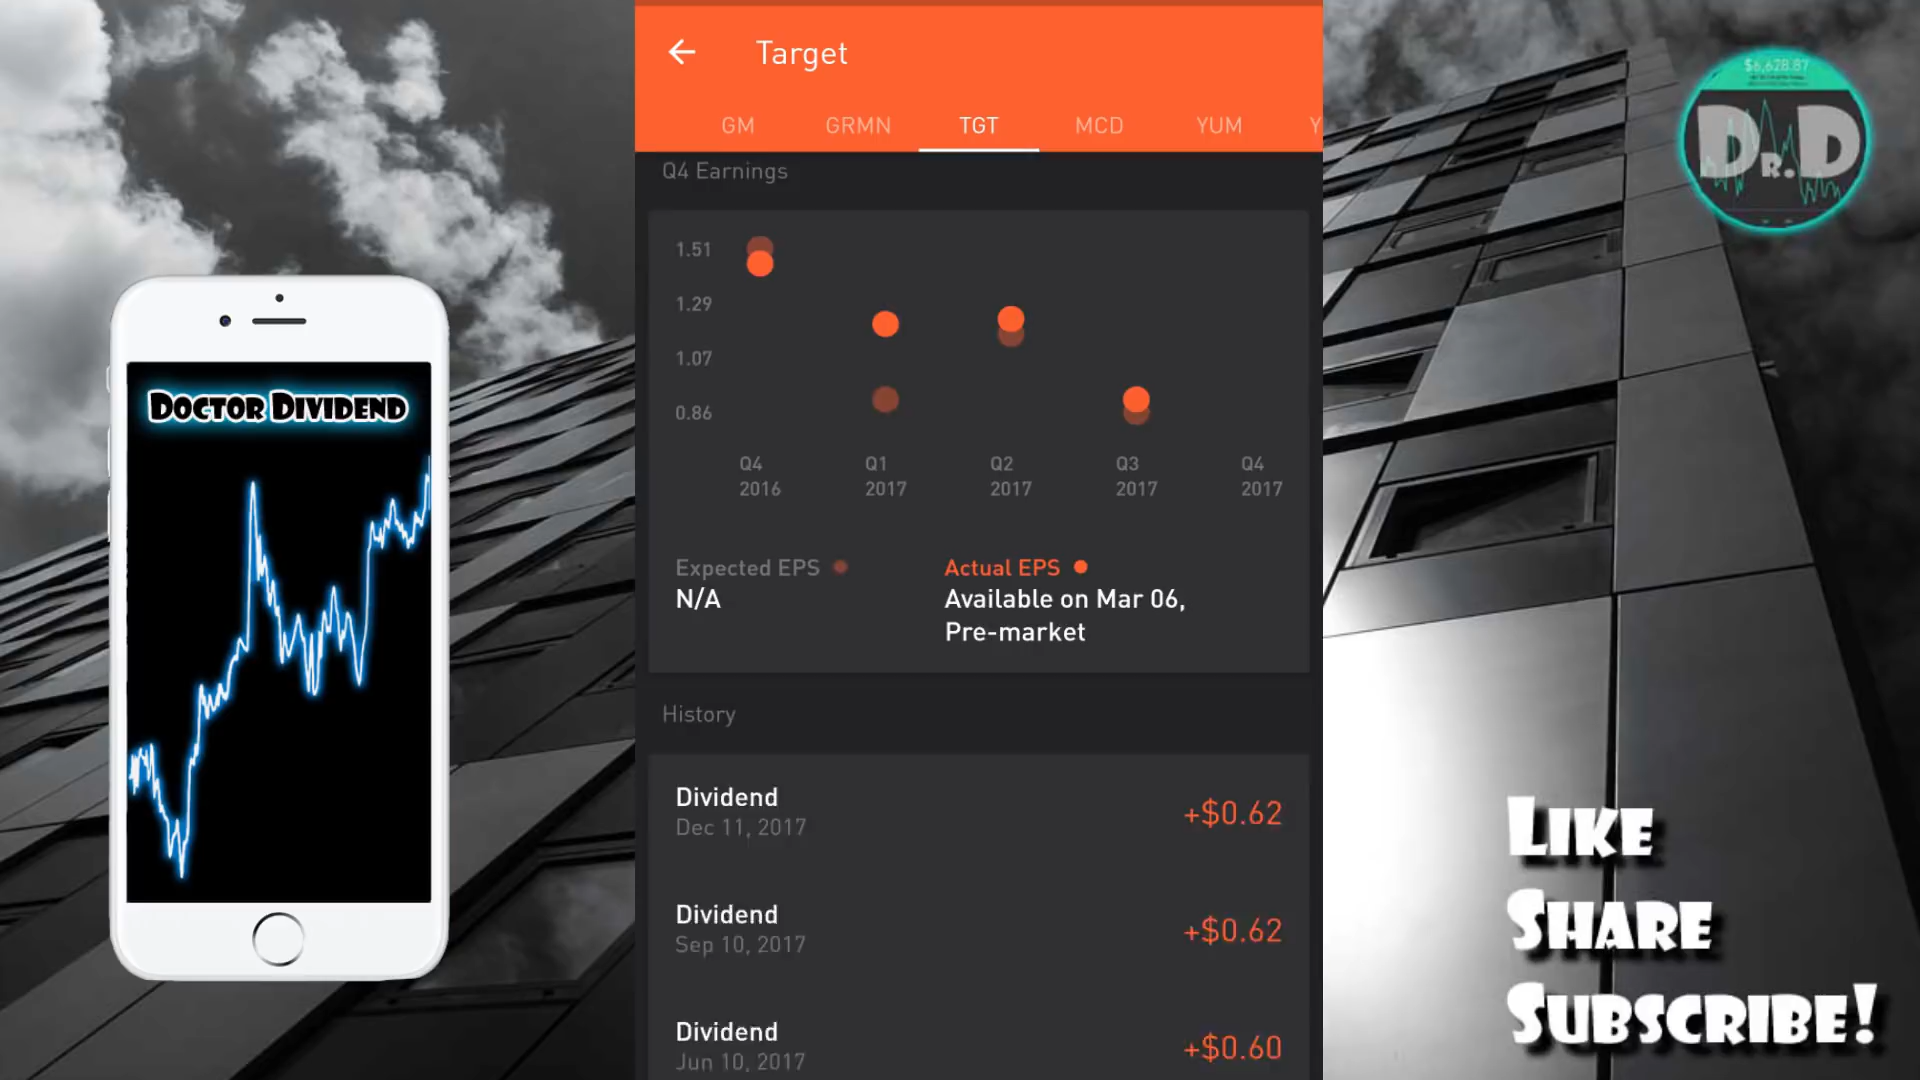 DOCTOR DIVIDEND
Target
GM GRMN TGT MCD YUM Y
Q4 Earnings
1.51
1.29
1.07
0.86
Q4 2016
Q1 2017
Q2 2017
Q3 2017
Q4 2017
Expected EPS
N/A
Actual EPS
Available on Mar 06,
Pre-market
History
Dividend
Dec 11, 2017
+$0.62
Dividend
Sep 10, 2017
+$0.62
Dividend
Jun 10, 2017
+$0.60
$6,628.87
DR.D
LIKE
SHARE
SUBSCRIBE!